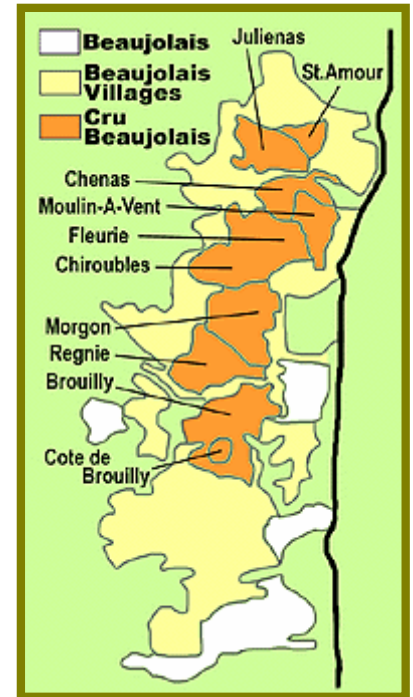 Beaujolais
Beaujolais
Villages
Cru
Beaujolais
Julienas
St.Amour
Chenas
Moulin-A-Vent
Fleurie
Chiroubles
Morgon
Regnie
Brouilly
Cote de
Brouilly